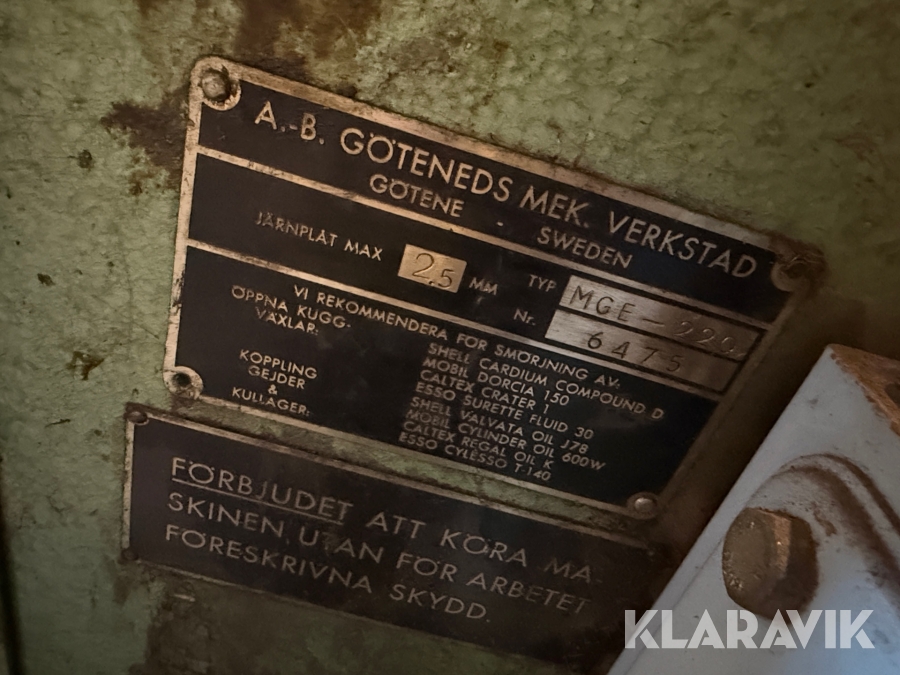 A.-B. GÖTENEDS MEK. VERKSTAD
GÖTENE - SWEDEN
JÄRNPLÅT MAX 2.5 MM
TYP MGE-220
Nr. 6475
VI REKOMMENDERA FÖR SMÖRJNING AV:
ÖPPNA KUGG-
VÄXLAR:
SHELL CARDIUM COMPOUND D
MOBIL DORCIA 150
CALTEX CRATER 1
ESSO SURETTE FLUID 30
KOPPLING
GEJDER
&
KULLAGER:
SHELL VALVATA OIL J78
MOBIL CYLINDER OIL 600W
CALTEX REGAL OIL K
ESSO CYLESSO T-140
FÖRBJUDET ATT KÖRA MA-
SKINEN UTAN FÖR ARBETET
FÖRESKRIVNA SKYDD.
KLARAVIK